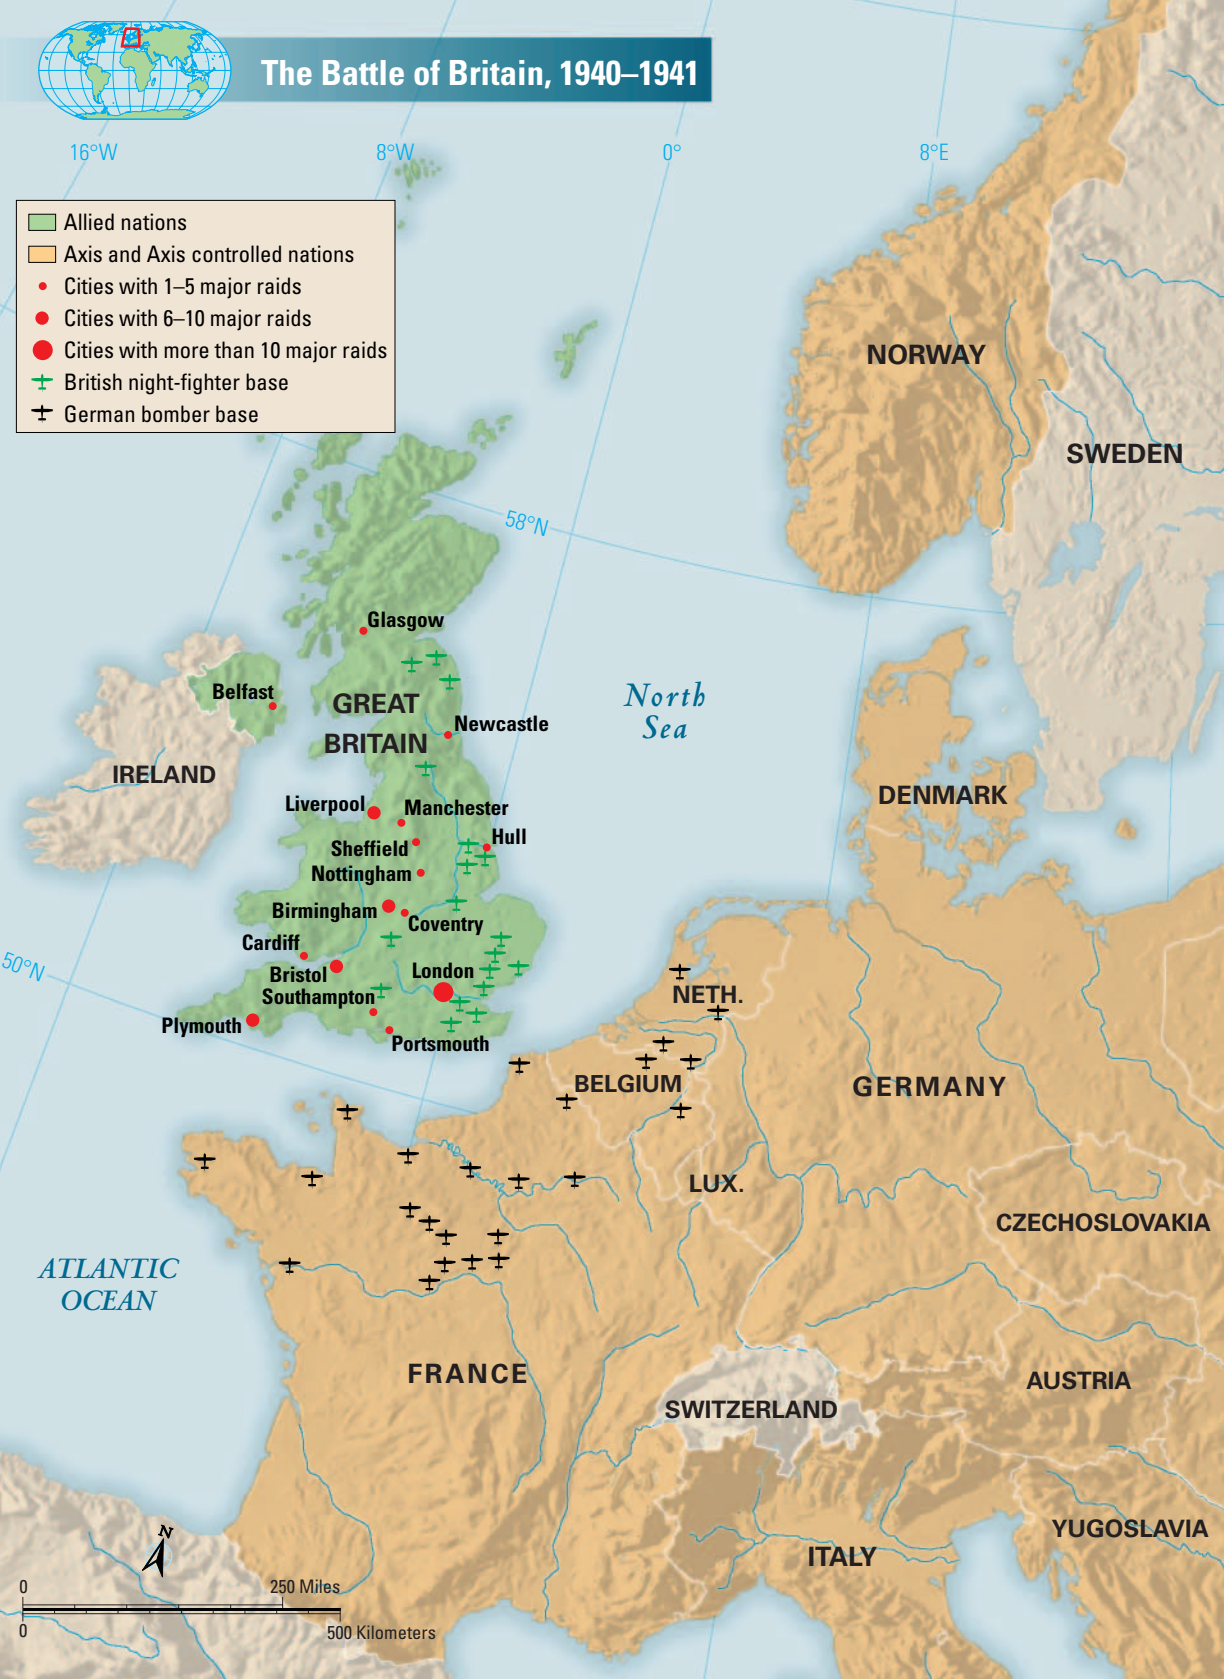 The Battle of Britain, 1940–1941
16°W
8°W
0°
8°E
Allied nations
Axis and Axis controlled nations
Cities with 1–5 major raids
Cities with 6–10 major raids
Cities with more than 10 major raids
British night-fighter base
German bomber base
NORWAY
SWEDEN
58°N
Glasgow
Belfast
GREAT
BRITAIN
North
Sea
Newcastle
IRELAND
DENMARK
Liverpool
Manchester
Hull
Sheffield
Nottingham
Birmingham
Coventry
Cardiff
50°N
Bristol
London
Southampton
NETH.
Plymouth
Portsmouth
BELGIUM
GERMANY
LUX.
CZECHOSLOVAKIA
ATLANTIC
OCEAN
FRANCE
AUSTRIA
SWITZERLAND
YUGOSLAVIA
ITALY
N
0
250 Miles
0
500 Kilometers